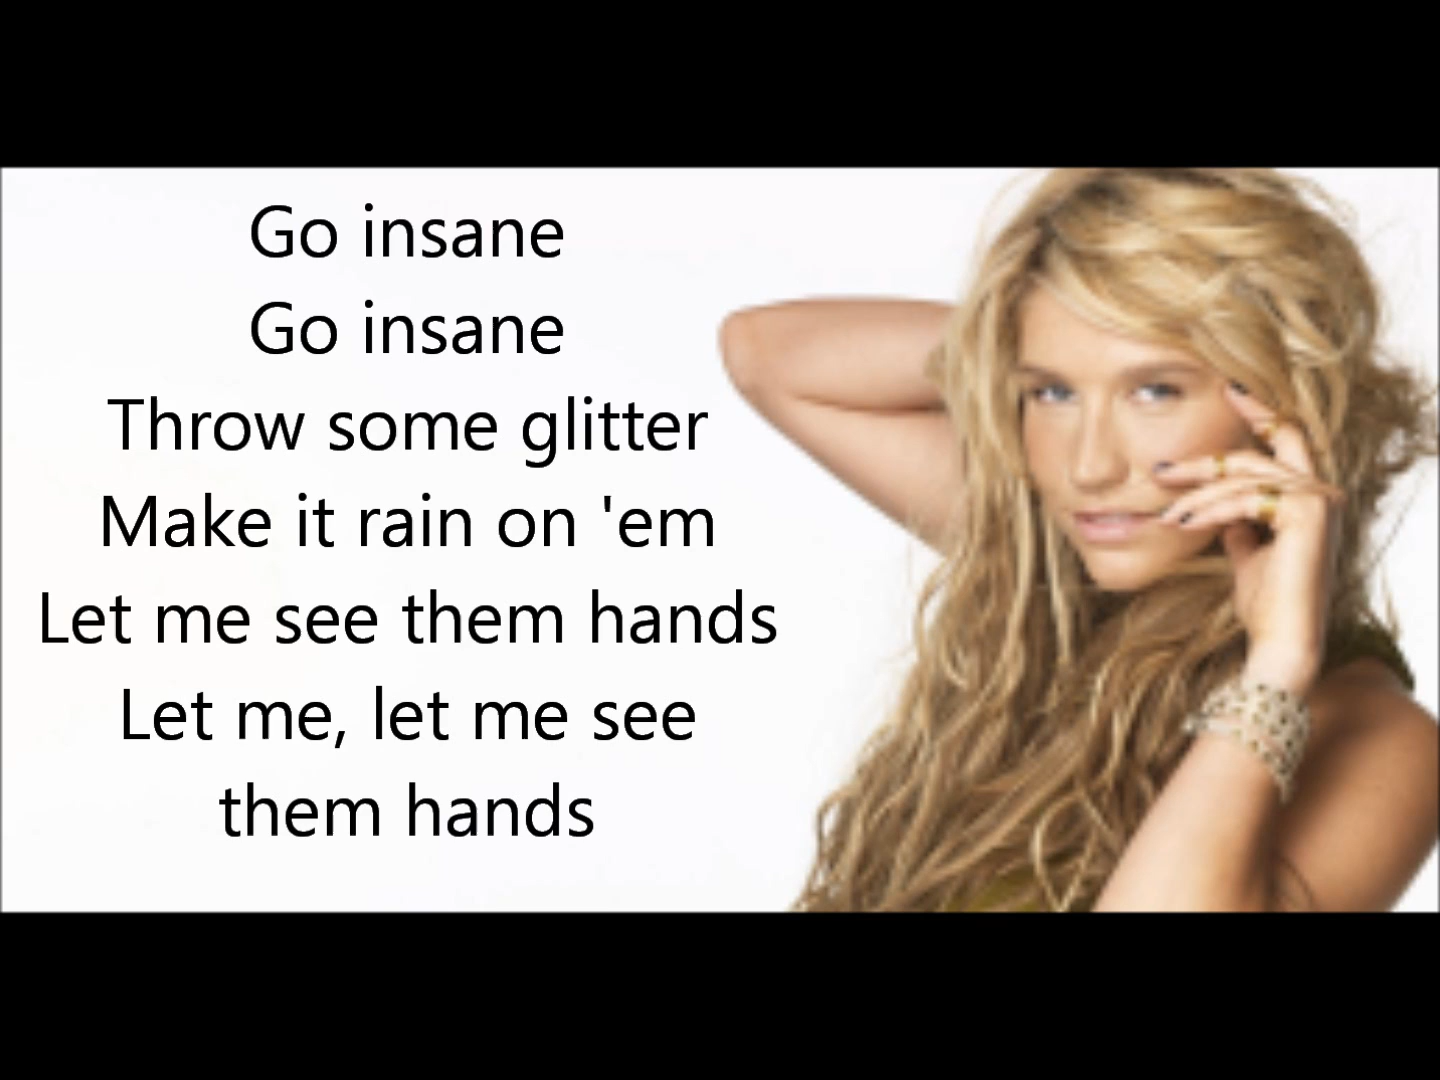 Go insane
Go insane
Throw some glitter
Make it rain on 'em
Let me see them hands
Let me, let me see
them hands